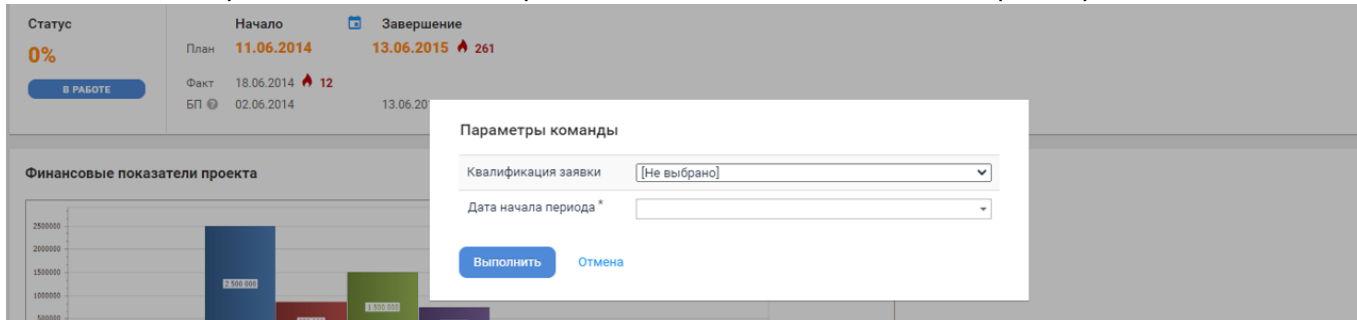 Статус
Начало
Завершение
0%
План
11.06.2014
13.06.2015
261
В РАБОТЕ
Факт
18.06.2014
12
БП
02.06.2014
Параметры команды
Квалификация заявки
[Не выбрано]
Дата начала периода *
Выполнить
Отмена
Финансовые показатели проекта
2500000
2000000
1500000
1000000
500000
2 500 000
1 500 000